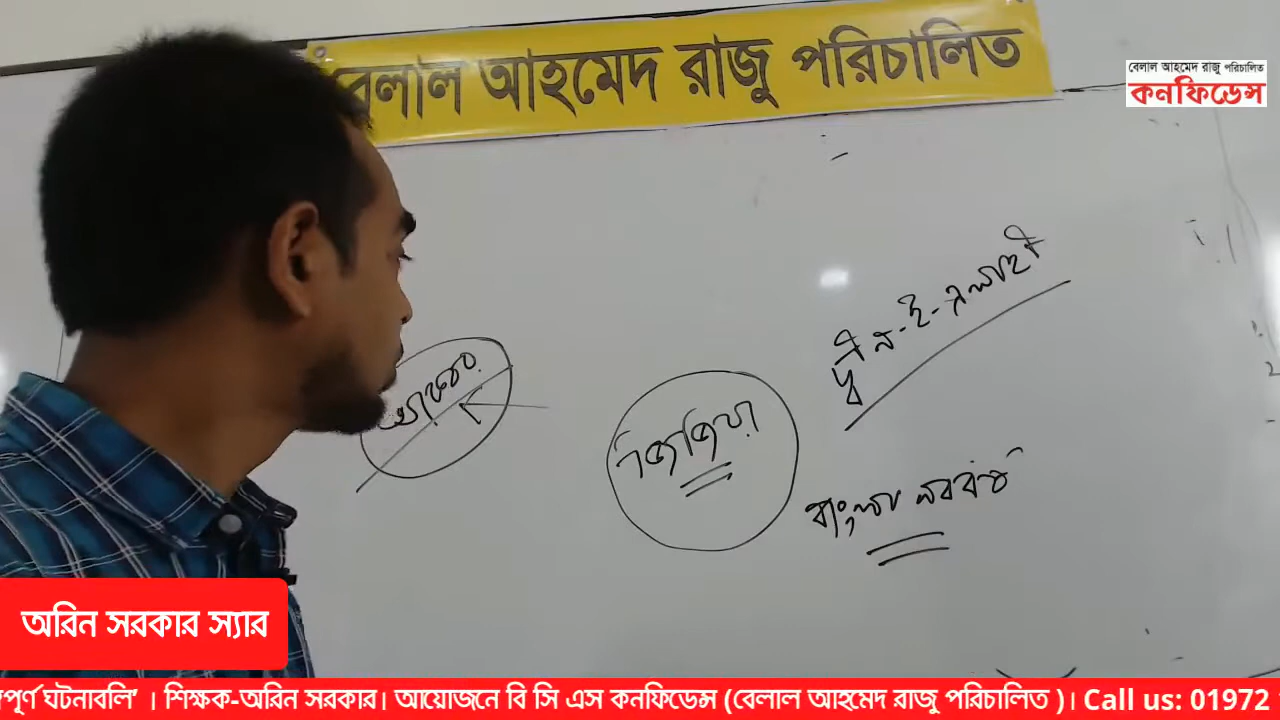 বেলাল আহমেদ রাজু পরিচালিত
বেলাল আহমেদ রাজু পরিচালিত
কনফিডেন্স
দ্বীন-ই-এলাহী
জিজিয়া
বাংলা নববর্ষ
অরিন সরকার স্যার
পূর্ণ ঘটনাবলি' । শিক্ষক-অরিন সরকার। আয়োজনে বি সি এস কনফিডেন্স (বেলাল আহমেদ রাজু পরিচালিত )। Call us: 01972